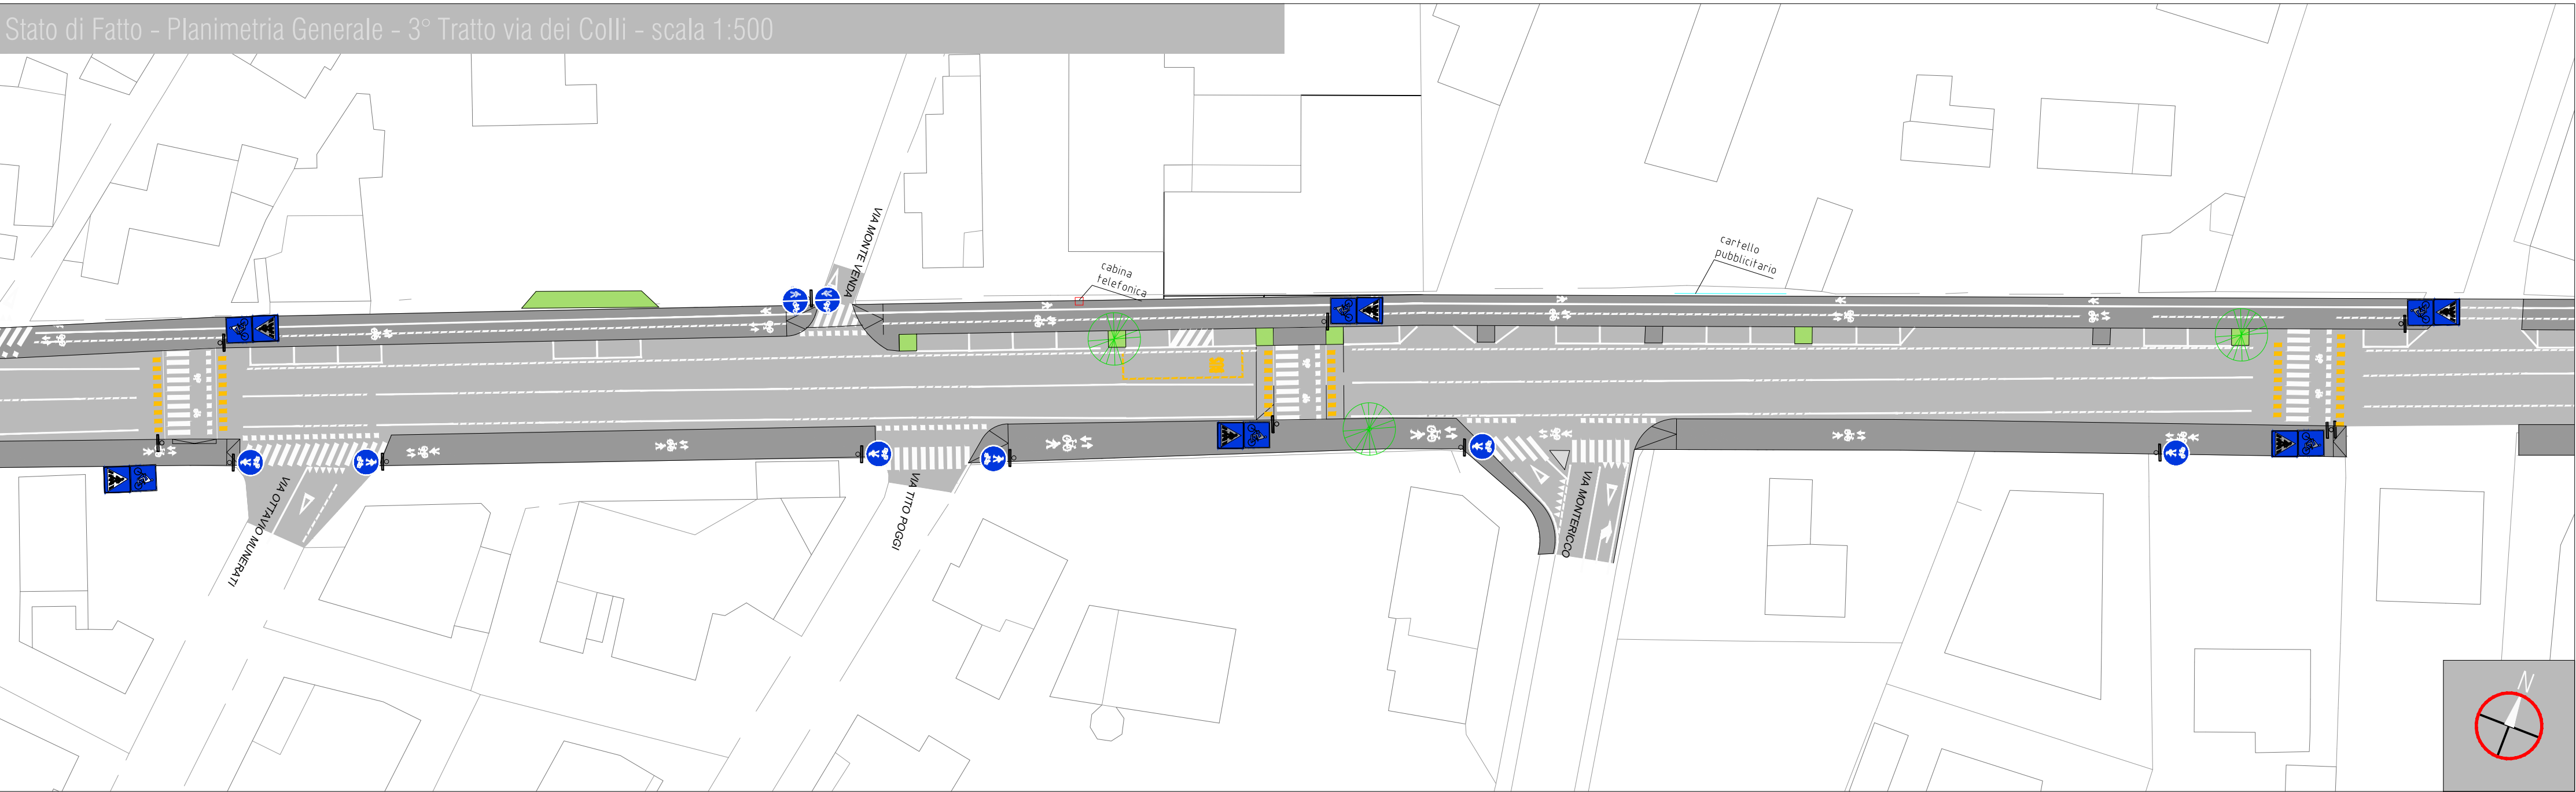 Stato di Fatto - Planimetria Generale - 3° Tratto via dei Colli - scala 1:500
VIA MONTE VENDA
cabina
telefonica
cartello
pubblicitario
VIA OTTAVIO MUNERATI
VIA TITO POGGI
VIA MONTERICCO
N